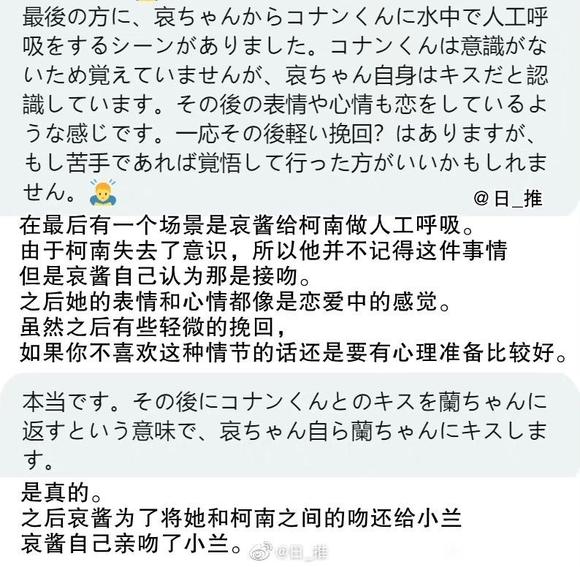 最後の方に、哀ちゃんからコナンくんに水中で人工呼
吸をするシーンがありました。コナンくんは意識がな
いため覚えていませんが、哀ちゃん自身はキスだと認
識しています。その後の表情や心情も恋をしているよ
うな感じです。一応その後軽い挽回？はありますが、
もし苦手であれば覚悟して行った方がいいかもしれま
せん。🙇
@日_推
在最后有一个场景是哀酱给柯南做人工呼吸。
由于柯南失去了意识，所以他并不记得这件事情
但是哀酱自己认为那是接吻。
之后她的表情和心情都像是恋爱中的感觉。
虽然之后有些轻微的挽回，
如果你不喜欢这种情节的话还是要有心理准备比较好。
本当です。その後にコナンくんとのキスを蘭ちゃんに
返すという意味で、哀ちゃん自ら蘭ちゃんにキスしま
す。
是真的。
之后哀酱为了将她和柯南之间的吻还给小兰
哀酱自己亲吻了小兰。
@日_推